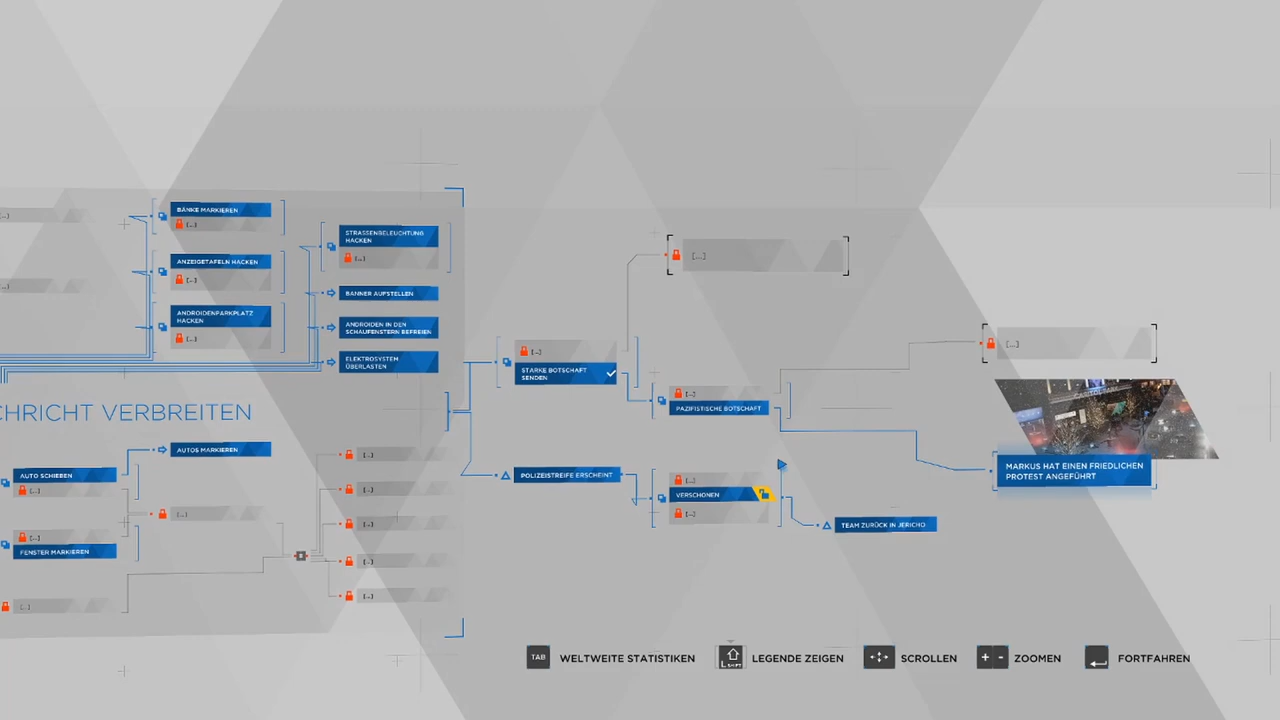 [...]
BÄNKE MARKIEREN
[...]
[...]
ANZEIGETAFELN HACKEN
[...]
ANDROIDENPARKPLATZ
HACKEN
[...]
STRASSENBELEUCHTUNG
HACKEN
[...]
BANNER AUFSTELLEN
ANDROIDEN IN DEN
SCHAUFENSTERN BEFREIEN
ELEKTROSYSTEM
ÜBERLASTEN
CHRICHT VERBREITEN
AUTO SCHIEBEN
[...]
AUTOS MARKIEREN
[...]
[...]
FENSTER MARKIEREN
[...]
[...]
[...]
[...]
[...]
[...]
[...]
STARKE BOTSCHAFT
SENDEN
POLIZEISTREIFE ERSCHEINT
[...]
[...]
PAZIFISTISCHE BOTSCHAFT
[...]
VERSCHONEN
[...]
TEAM ZURÜCK IN JERICHO
[...]
MARKUS HAT EINEN FRIEDLICHEN
PROTEST ANGEFÜHRT
TAB WELTWEITE STATISTIKEN
L SHIFT LEGENDE ZEIGEN
SCROLLEN
+ - ZOOMEN
FORTFAHREN